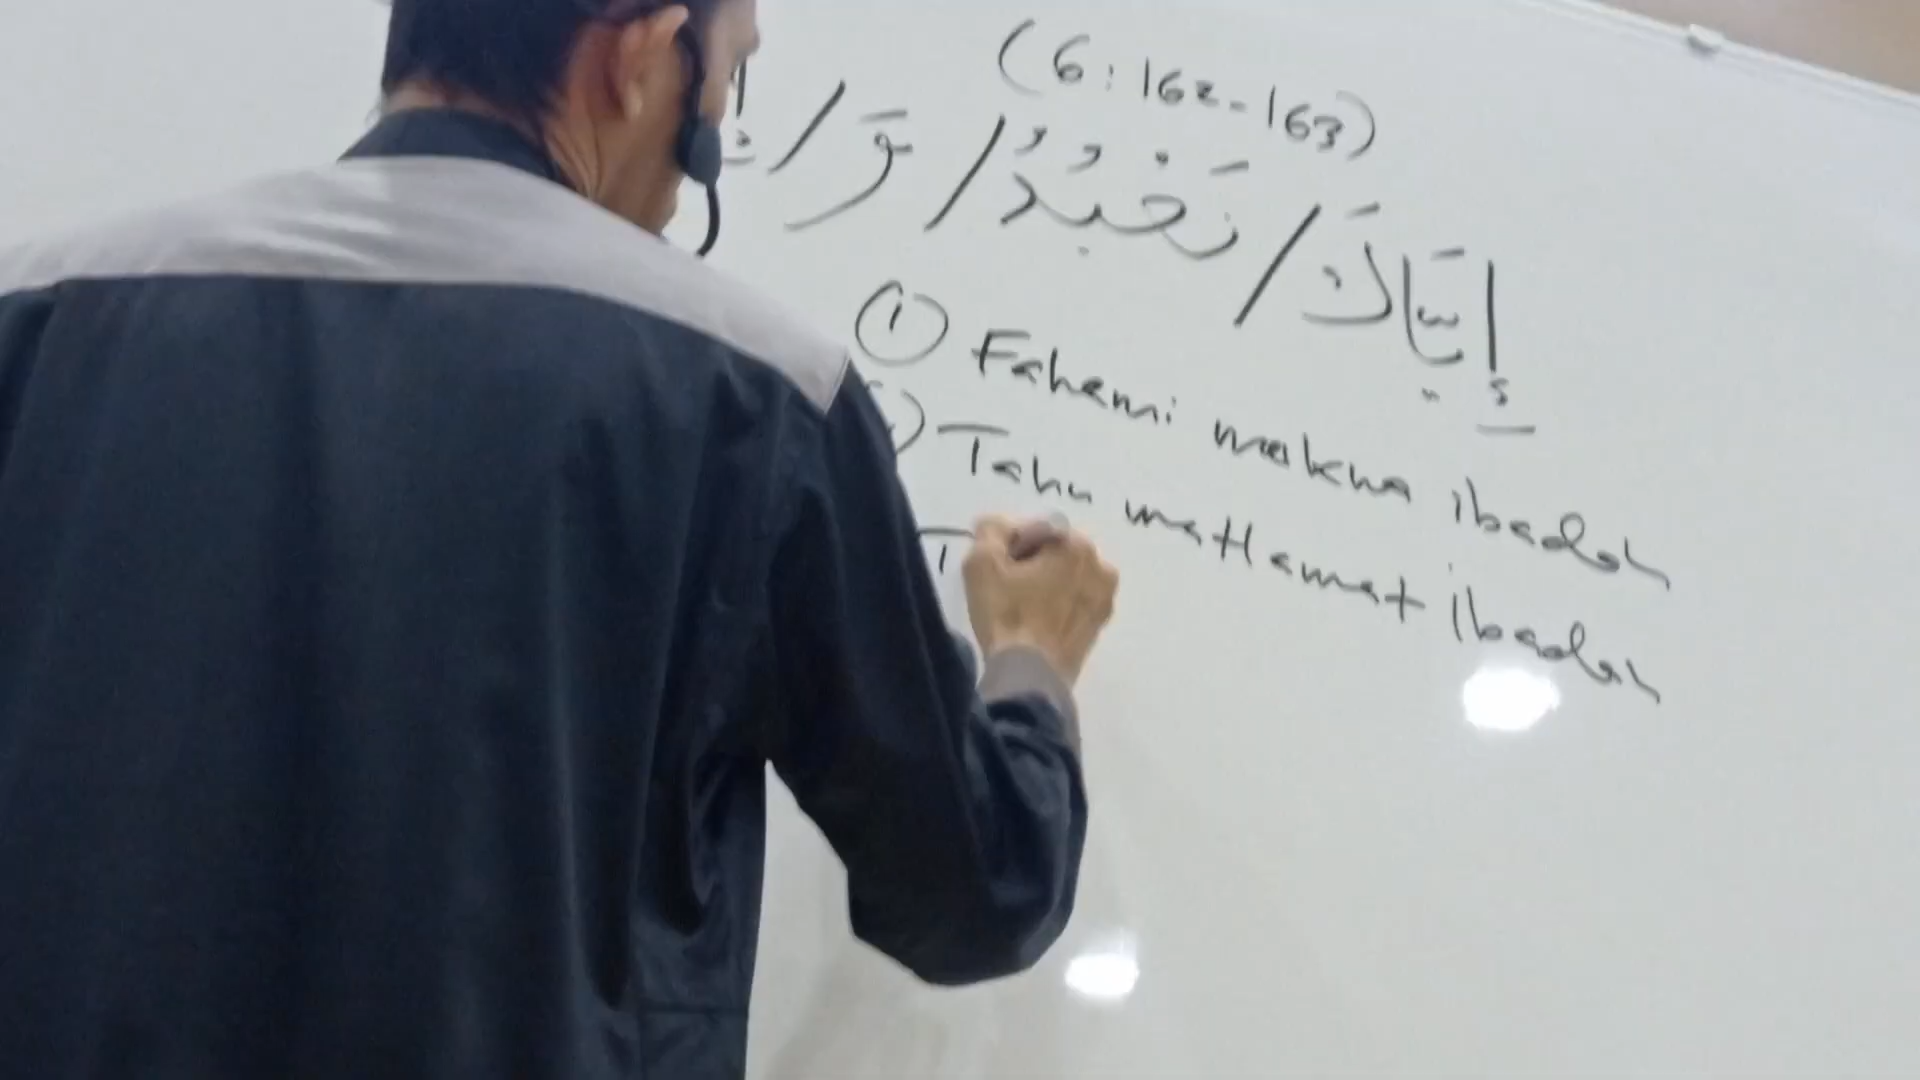 (6:162-163)
إِيَّاكَ / نَعْبُدُ / وَ / إِ
① Fahami makna ibadah
Tahu matlamat ibadah
T